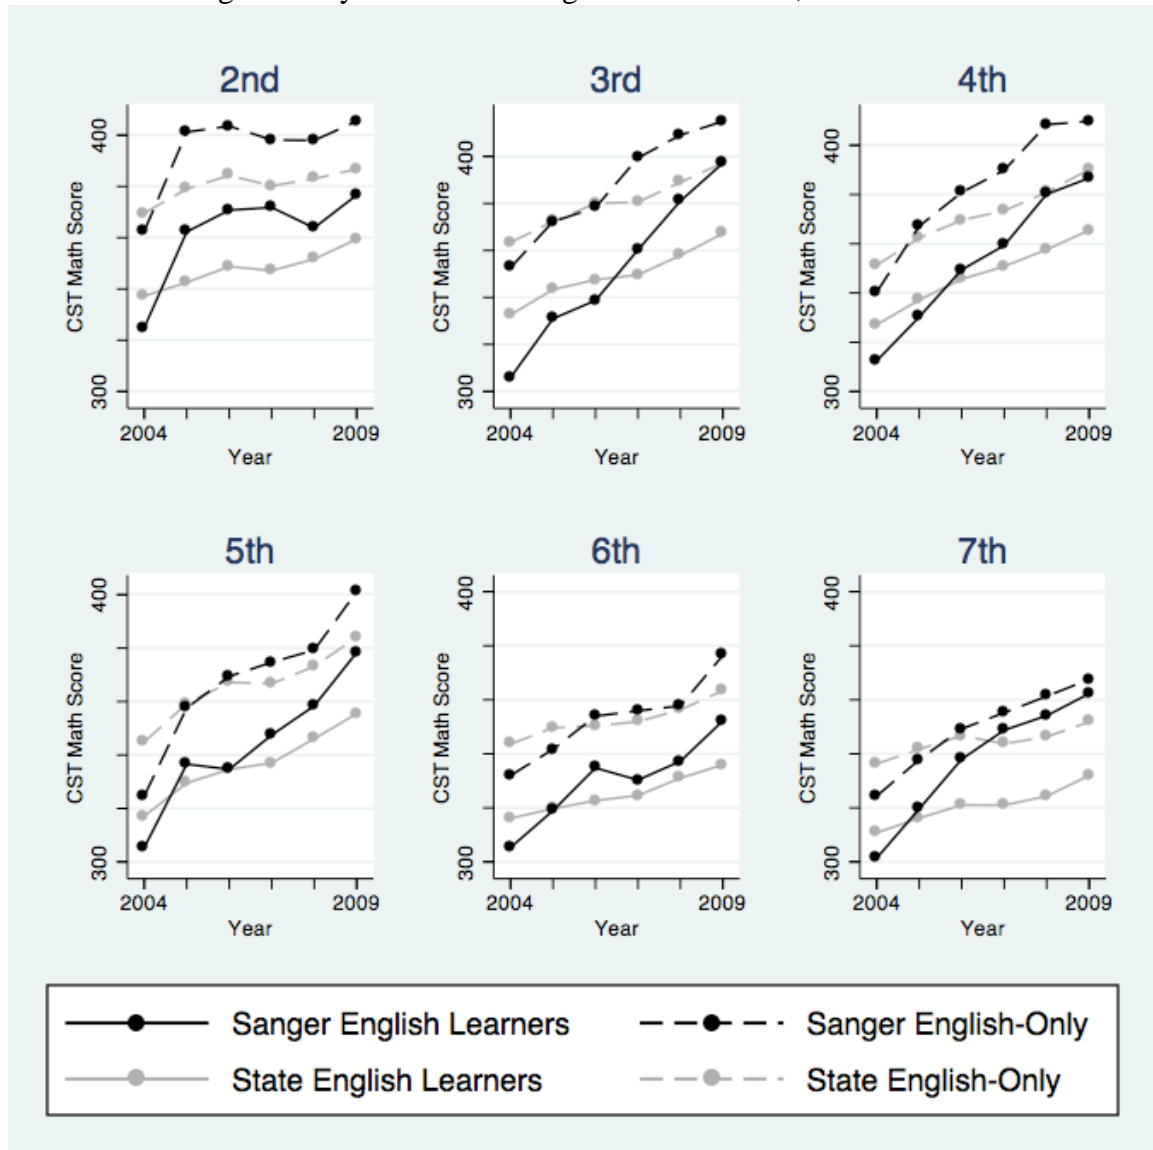 2nd
3rd
4th
CST Math Score
400
300
2004
2009
Year
CST Math Score
400
300
2004
2009
Year
CST Math Score
400
300
2004
2009
Year
5th
6th
7th
CST Math Score
400
300
2004
2009
Year
CST Math Score
400
300
2004
2009
Year
CST Math Score
400
300
2004
2009
Year
Sanger English Learners
Sanger English-Only
State English Learners
State English-Only